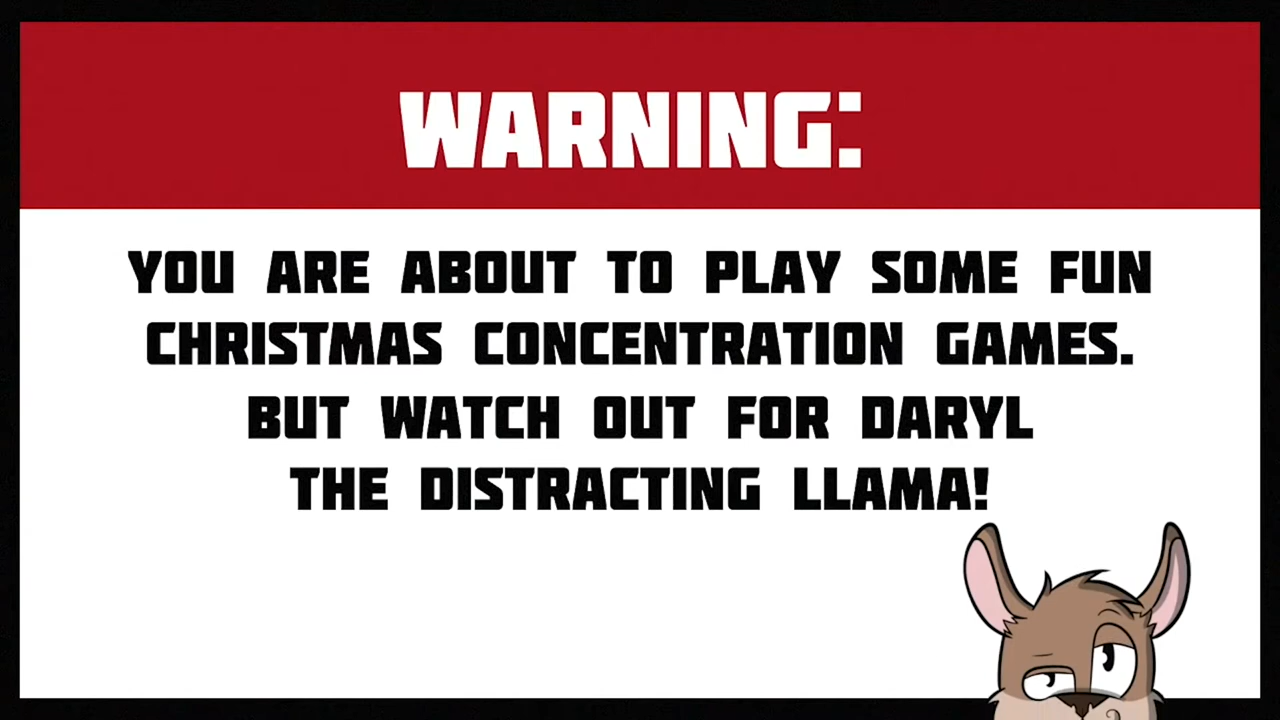 WARNING:
YOU ARE ABOUT TO PLAY SOME FUN
CHRISTMAS CONCENTRATION GAMES.
BUT WATCH OUT FOR DARYL
THE DISTRACTING LLAMA!